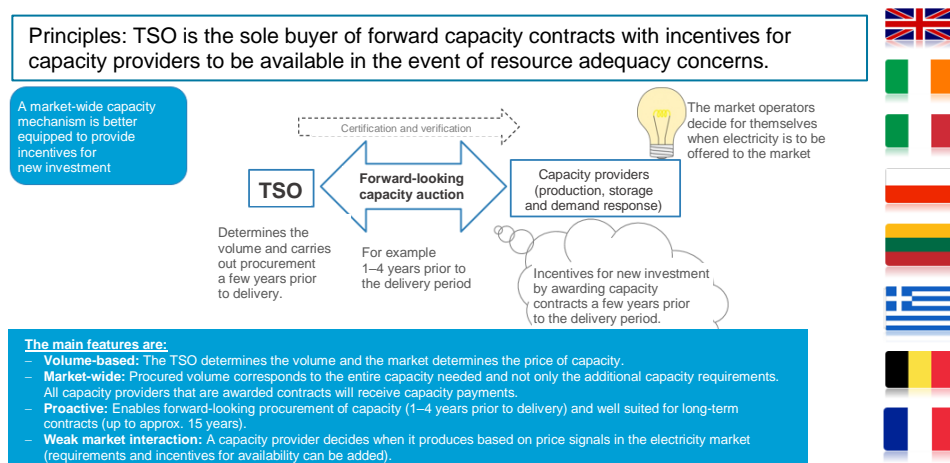 Principles: TSO is the sole buyer of forward capacity contracts with incentives for
capacity providers to be available in the event of resource adequacy concerns.
A market-wide capacity
mechanism is better
equipped to provide
incentives for
new investment
Certification and verification
The market operators
decide for themselves
when electricity is to be
offered to the market
TSO
Forward-looking
capacity auction
Capacity providers
(production, storage
and demand response)
Determines the
volume and carries
out procurement
a few years prior
to delivery.
For example
1–4 years prior to
the delivery period
Incentives for new investment
by awarding capacity
contracts a few years prior
to the delivery period.
The main features are:
– Volume-based: The TSO determines the volume and the market determines the price of capacity.
– Market-wide: Procured volume corresponds to the entire capacity needed and not only the additional capacity requirements.
All capacity providers that are awarded contracts will receive capacity payments.
– Proactive: Enables forward-looking procurement of capacity (1–4 years prior to delivery) and well suited for long-term
contracts (up to approx. 15 years).
– Weak market interaction: A capacity provider decides when it produces based on price signals in the electricity market
(requirements and incentives for availability can be added).